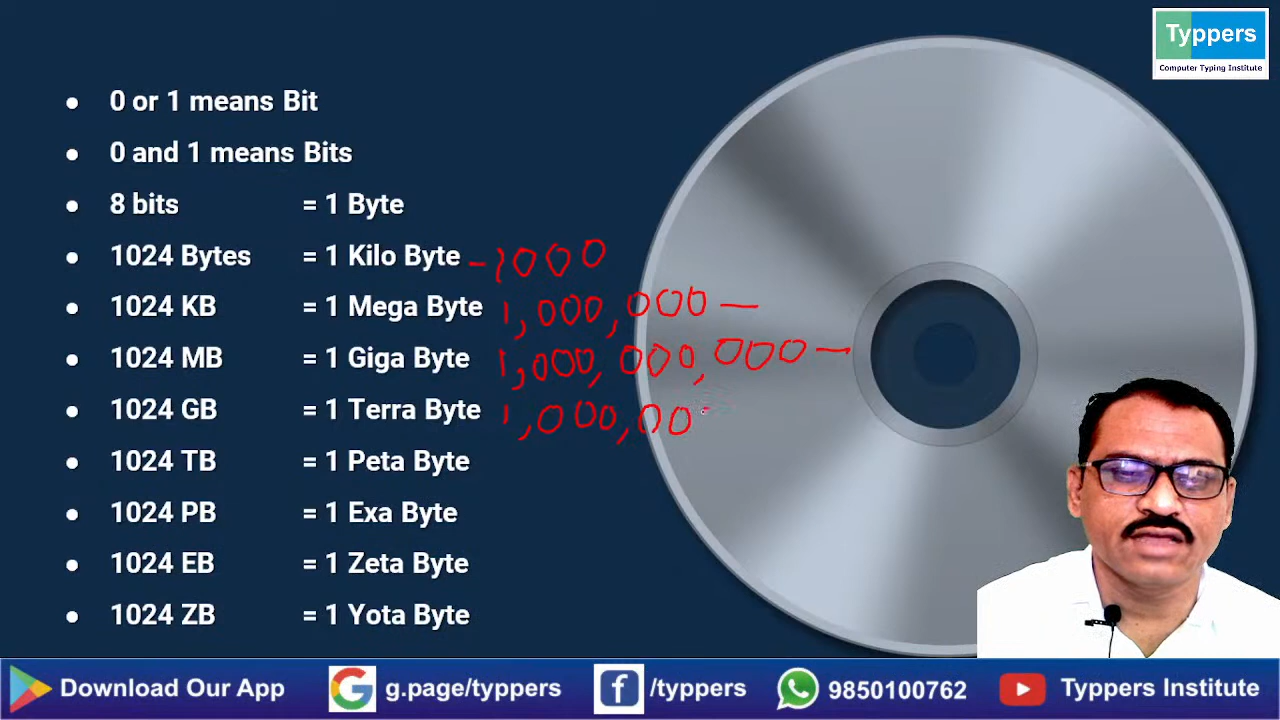 Typpers
Computer Typing Institute
• 0 or 1 means Bit
• 0 and 1 means Bits
• 8 bits = 1 Byte
• 1024 Bytes = 1 Kilo Byte - 1000
• 1024 KB = 1 Mega Byte 1,000,000 —
• 1024 MB = 1 Giga Byte 1,000,000,000 —
• 1024 GB = 1 Terra Byte 1,000,00
• 1024 TB = 1 Peta Byte
• 1024 PB = 1 Exa Byte
• 1024 EB = 1 Zeta Byte
• 1024 ZB = 1 Yota Byte
Download Our App g.page/typpers /typpers 9850100762 Typpers Institute